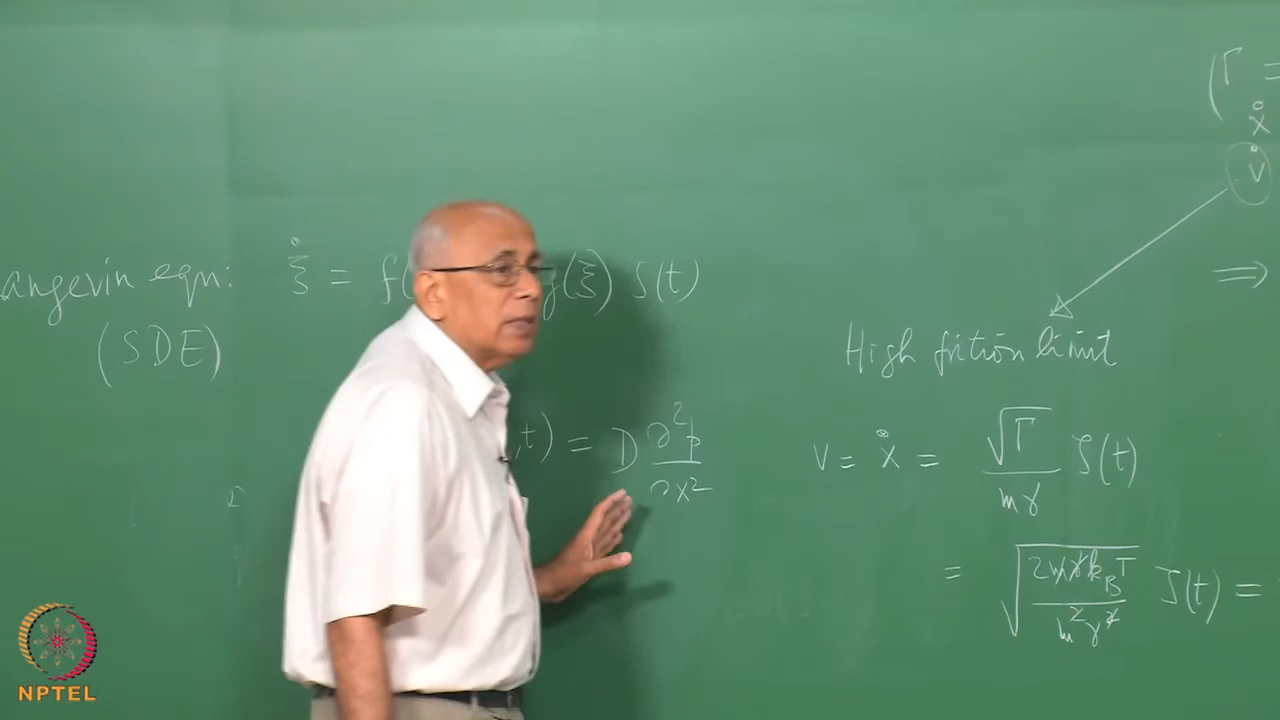 angevin eqn: ξ̇ = f( g(ξ) ζ(t)
(SDE)
,t) = D ∂²p/∂x²
(Γ =
ẋ
v̇
⇒
High friction limit
v = ẋ = √Γ/mγ ζ(t)
= √(2mγk_BT/m²γ²) ζ(t) =
NPTEL